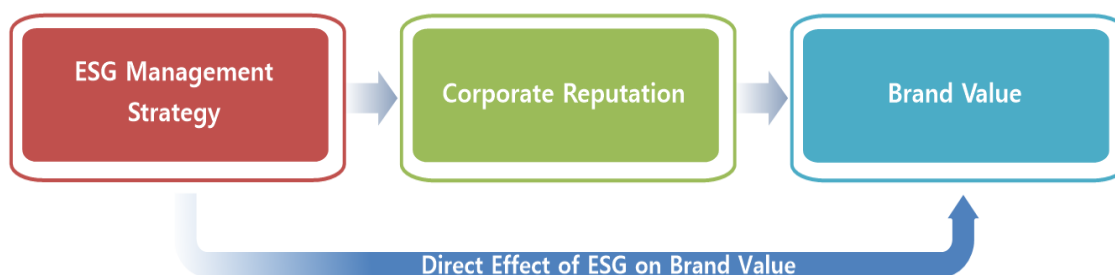 ESG Management
Strategy
Corporate Reputation
Brand Value
Direct Effect of ESG on Brand Value